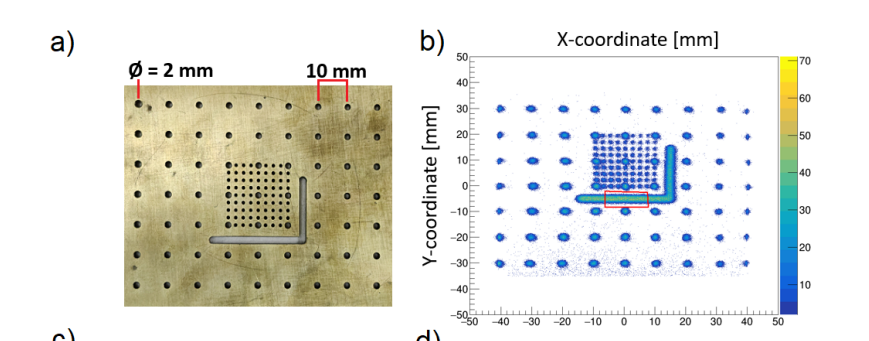 a)
Ø = 2 mm
10 mm
b)
X-coordinate [mm]
Y-coordinate [mm]
50
40
30
20
10
0
−10
−20
−30
−40
−50
−50 −40 −30 −20 −10 0 10 20 30 40 50
70
60
50
40
30
20
10
c)
d)